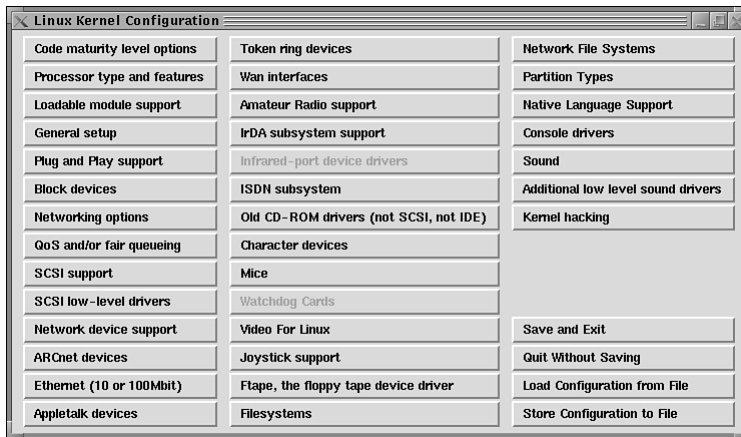 Linux Kernel Configuration
Code maturity level options
Processor type and features
Loadable module support
General setup
Plug and Play support
Block devices
Networking options
QoS and/or fair queueing
SCSI support
SCSI low-level drivers
Network device support
ARCnet devices
Ethernet (10 or 100Mbit)
Appletalk devices
Token ring devices
Wan interfaces
Amateur Radio support
IrDA subsystem support
Infrared-port device drivers
ISDN subsystem
Old CD-ROM drivers (not SCSI, not IDE)
Character devices
Mice
Watchdog Cards
Video For Linux
Joystick support
Ftape, the floppy tape device driver
Filesystems
Network File Systems
Partition Types
Native Language Support
Console drivers
Sound
Additional low level sound drivers
Kernel hacking
Save and Exit
Quit Without Saving
Load Configuration from File
Store Configuration to File